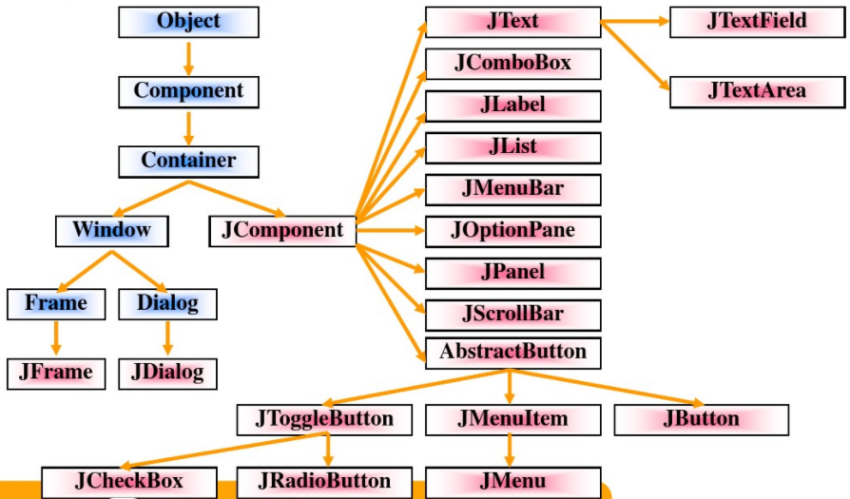 Object
Component
Container
Window
JComponent
Frame
Dialog
JFrame
JDialog
JText
JTextField
JComboBox
JTextArea
JLabel
JList
JMenuBar
JOptionPane
JPanel
JScrollBar
AbstractButton
JToggleButton
JMenuItem
JButton
JCheckBox
JRadioButton
JMenu